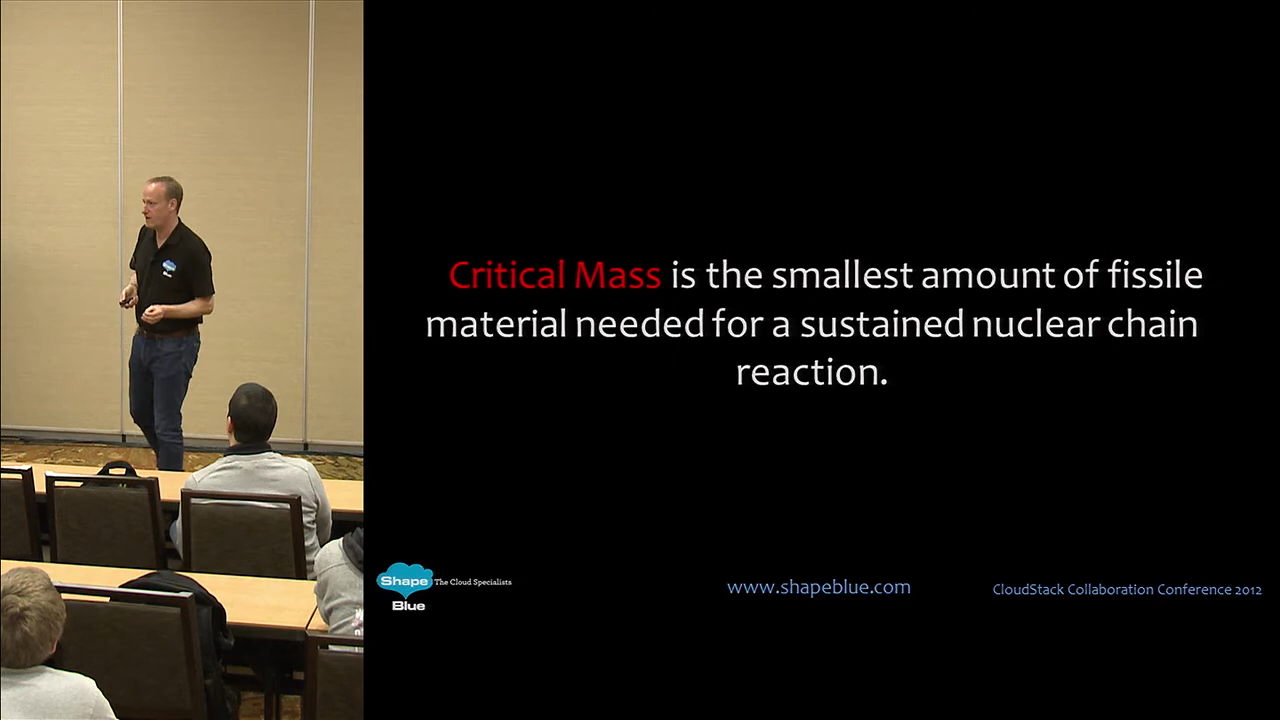 Critical Mass is the smallest amount of fissile
material needed for a sustained nuclear chain
reaction.
Shape
Blue
The Cloud Specialists
www.shapeblue.com
CloudStack Collaboration Conference 2012